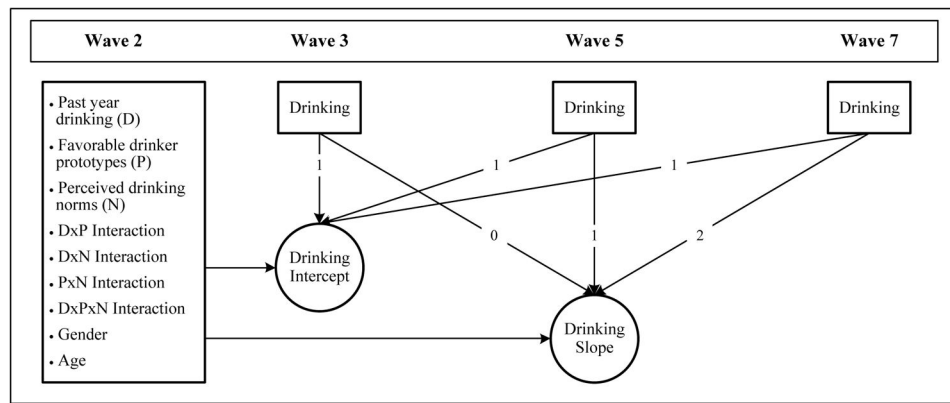 Wave 2 Wave 3 Wave 5 Wave 7
• Past year
drinking (D)
• Favorable drinker
prototypes (P)
• Perceived drinking
norms (N)
• DxP Interaction
• DxN Interaction
• PxN Interaction
• DxPxN Interaction
• Gender
• Age
Drinking Drinking Drinking
1 1 1
0 1 2
Drinking
Intercept
Drinking
Slope